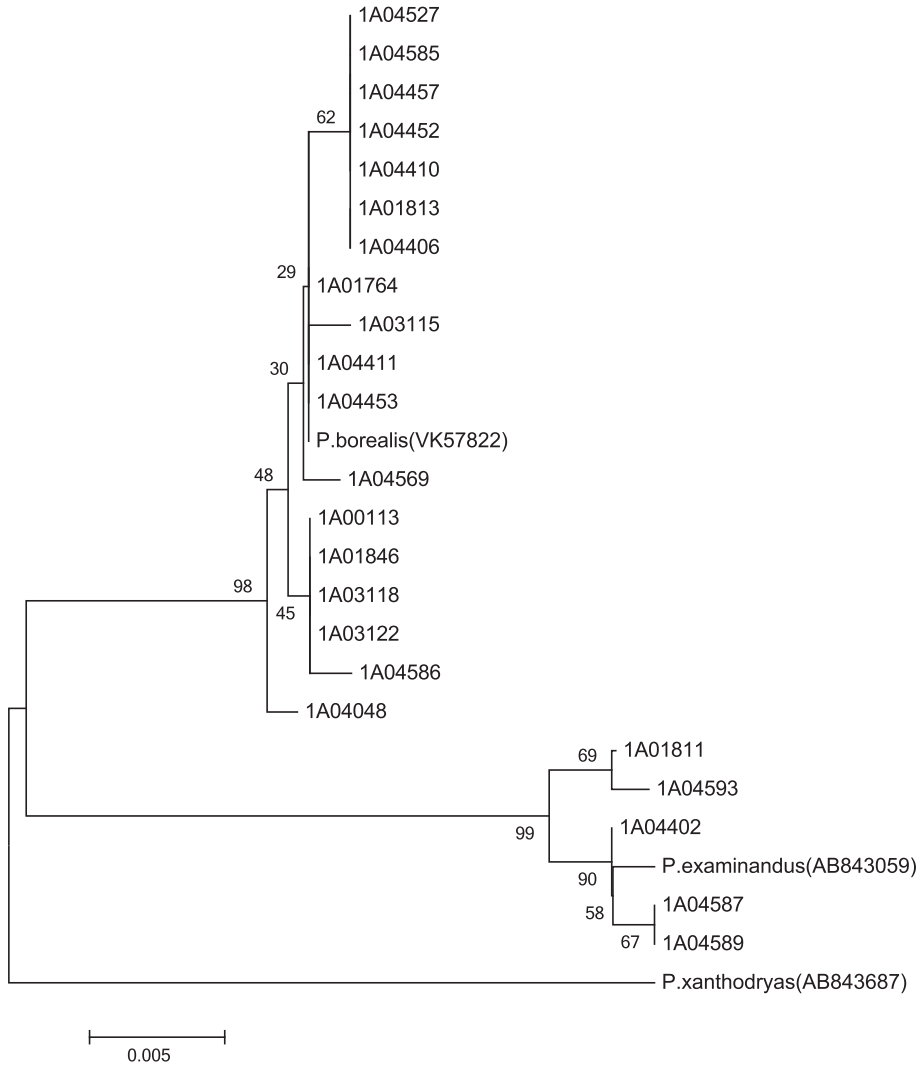 1A04527
1A04585
1A04457
62
1A04452
1A04410
1A01813
1A04406
29
1A01764
1A03115
1A04411
30
1A04453
P.borealis(VK57822)
48
1A04569
1A00113
1A01846
98
1A03118
45
1A03122
1A04586
1A04048
69
1A01811
1A04593
99
1A04402
90
P.examinandus(AB843059)
58
1A04587
67
1A04589
P.xanthodryas(AB843687)
0.005